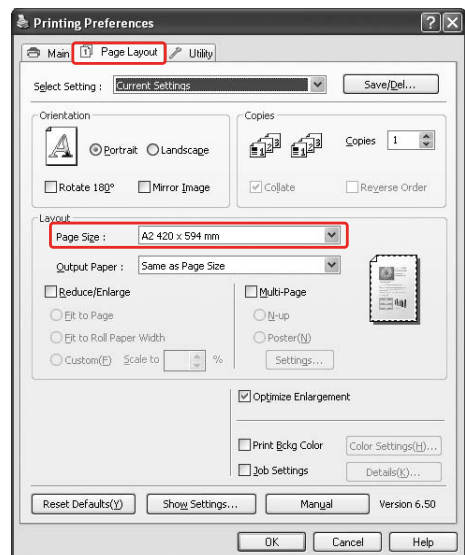 Printing Preferences
Main Page Layout Utility
Select Setting : Current Settings Save/Del...
Orientation Copies
Portrait Landscape Copies 1
Rotate 180° Mirror Image Collate Reverse Order
Layout
Page Size : A2 420 x 594 mm
Output Paper : Same as Page Size
Reduce/Enlarge Multi-Page
Fit to Page N-up
Fit to Roll Paper Width Poster(N)
Custom(F) Scale to % Settings...
Optimize Enlargement
Print Bckg Color Color Settings(H)...
Job Settings Details(K)...
Reset Defaults(Y) Show Settings... Manual Version 6.50
OK Cancel Help